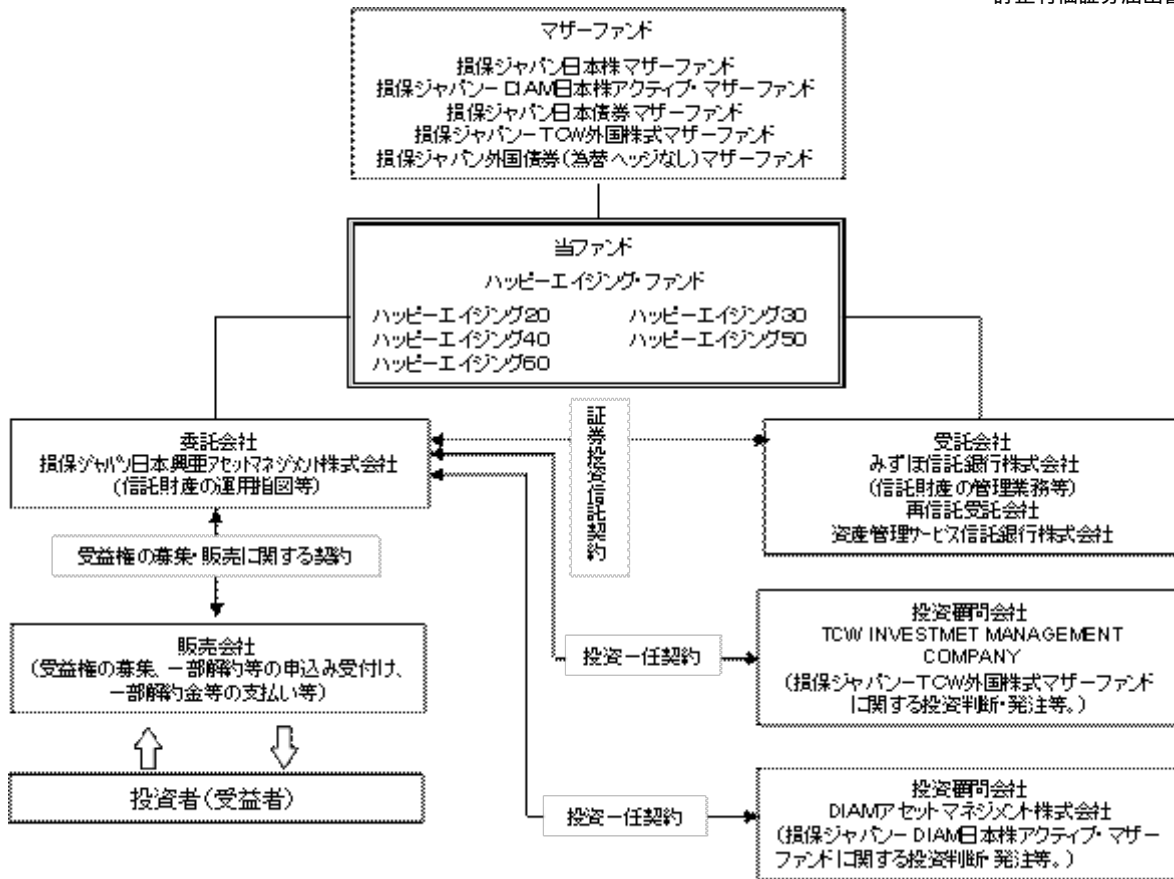 マザーファンド
損保ジャパン日本株マザーファンド
損保ジャパン－DIAM日本株アクティブ・マザーファンド
損保ジャパン日本債券マザーファンド
損保ジャパン－TCW外国株式マザーファンド
損保ジャパン外国債券(為替ヘッジなし)マザーファンド
当ファンド
ハッピーエイジング・ファンド
ハッピーエイジング20 ハッピーエイジング30
ハッピーエイジング40 ハッピーエイジング50
ハッピーエイジング60
委託会社
損保ジャパン日本興亜アセットマネジメント株式会社
(信託財産の運用指図等)
証券投資信託契約
受託会社
みずほ信託銀行株式会社
(信託財産の管理業務等)
再信託受託会社
資産管理サービス信託銀行株式会社
受益権の募集・販売に関する契約
販売会社
(受益権の募集、一部解約等の申込み受付け、
一部解約金等の支払い等)
投資者(受益者)
投資一任契約
投資顧問会社
TCW INVESTMET MANAGEMENT
COMPANY
(損保ジャパン－TCW外国株式マザーファンド
に関する投資判断・発注等。)
投資一任契約
投資顧問会社
DIAMアセットマネジメント株式会社
(損保ジャパン－DIAM日本株アクティブ・マザー
ファンドに関する投資判断・発注等。)